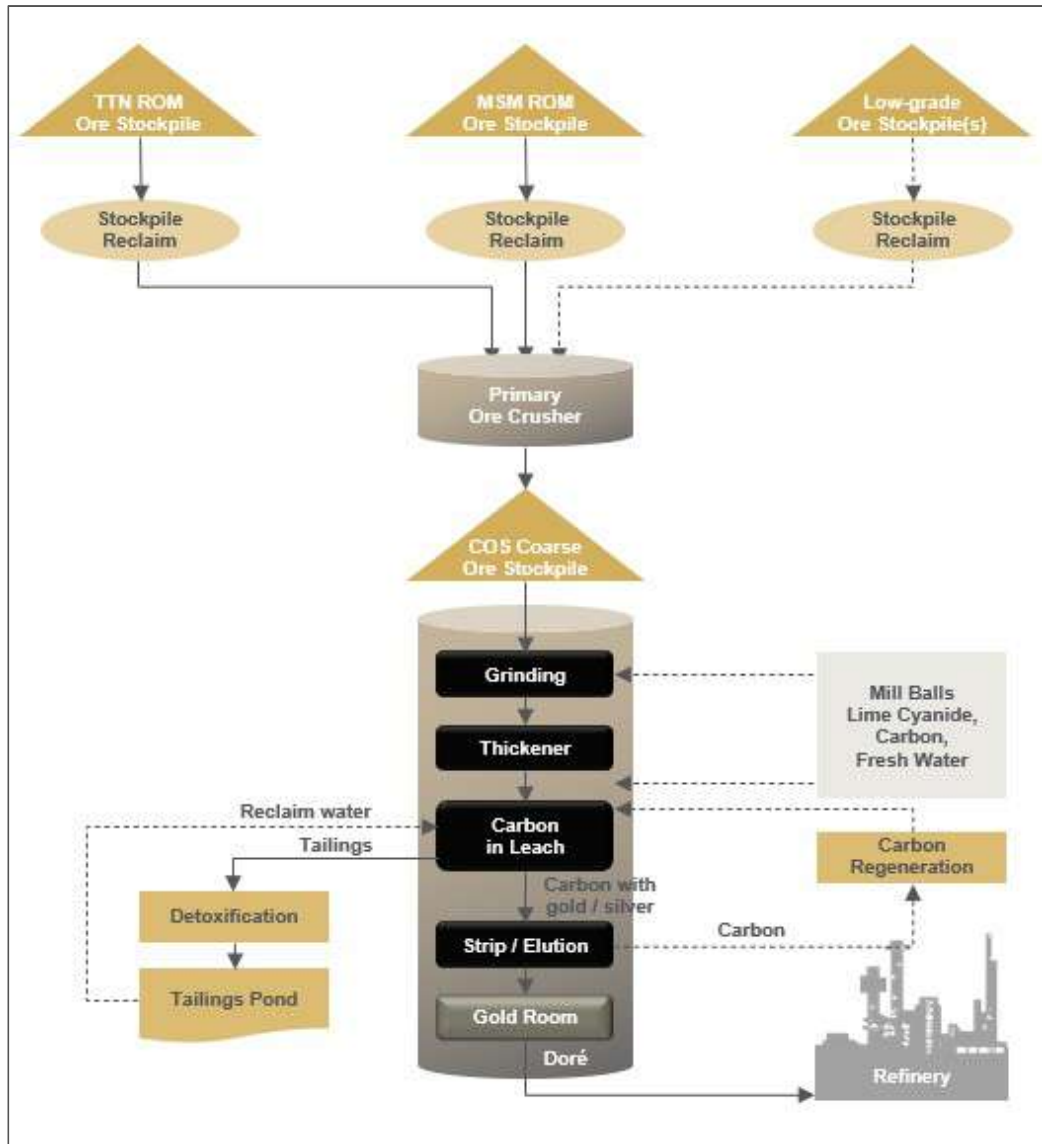 TTN ROM
Ore Stockpile
MSM ROM
Ore Stockpile
Low-grade
Ore Stockpile(s)
Stockpile
Reclaim
Stockpile
Reclaim
Stockpile
Reclaim
Primary
Ore Crusher
COS Coarse
Ore Stockpile
Grinding
Mill Balls
Lime Cyanide,
Carbon,
Fresh Water
Thickener
Reclaim water
Carbon
in Leach
Tailings
Carbon
Regeneration
Carbon with
gold / silver
Detoxification
Strip / Elution
Carbon
Tailings Pond
Gold Room
Doré
Refinery